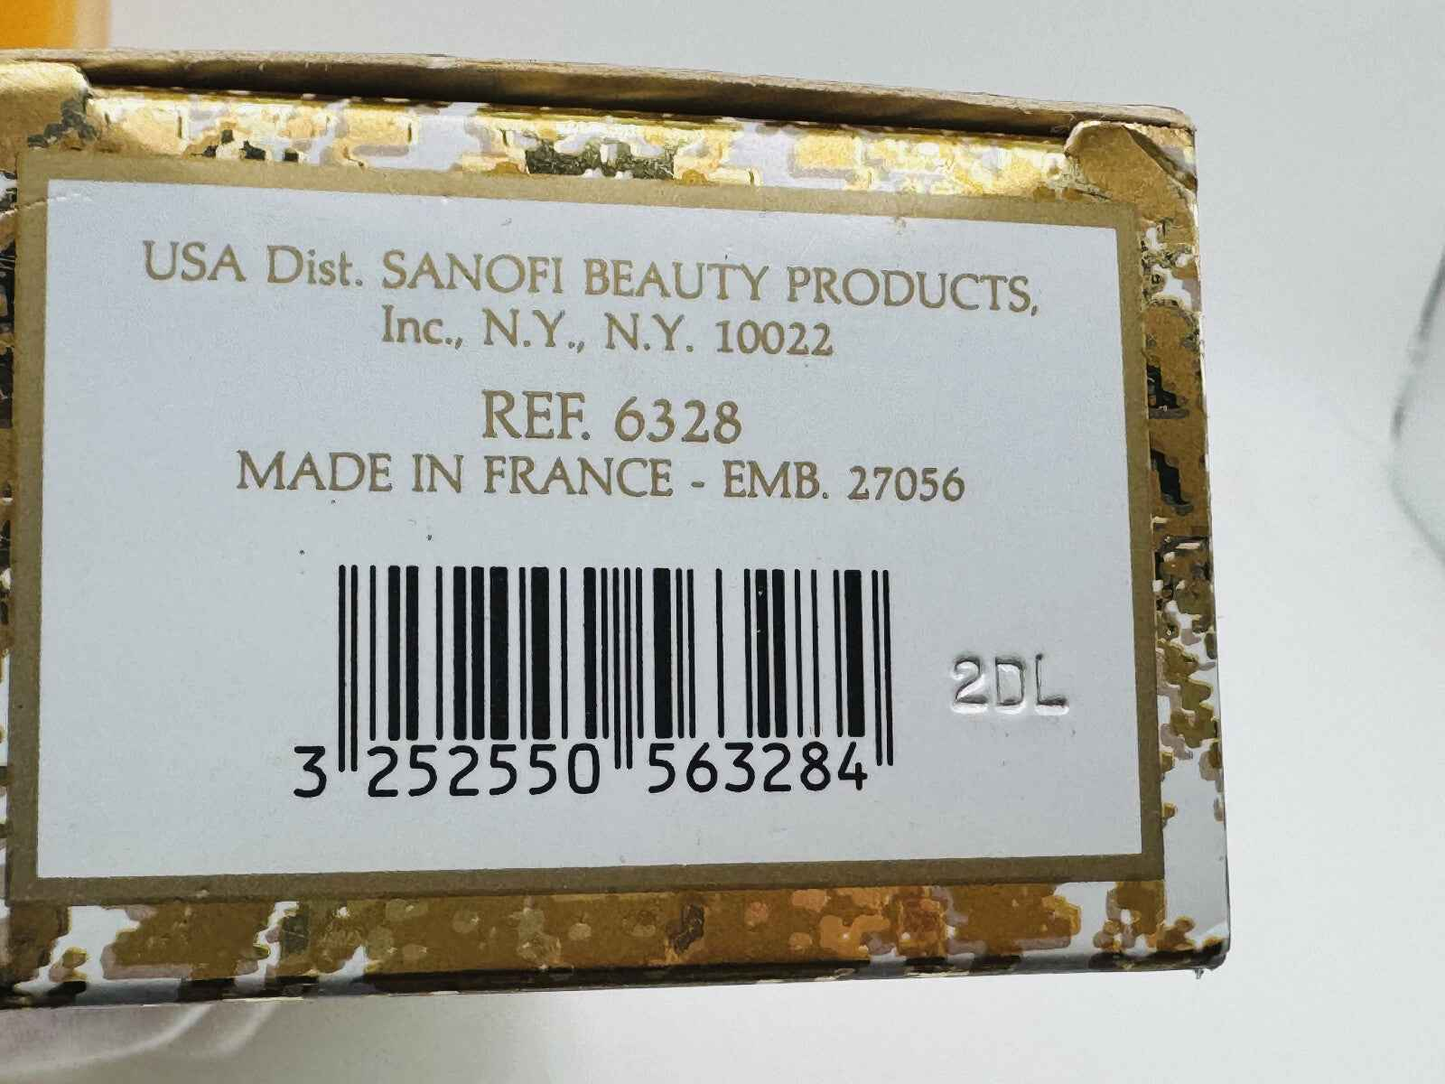 USA Dist. SANOFI BEAUTY PRODUCTS,
Inc., N.Y., N.Y. 10022
REF. 6328
MADE IN FRANCE - EMB. 27056
2DL
3 252550 563284